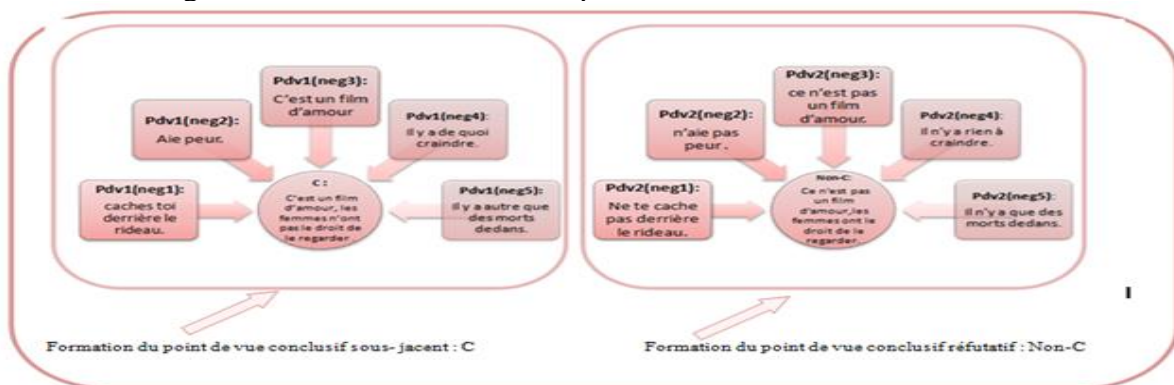 Pdv1(neg3):
C'est un film
d'amour
Pdv1(neg2):
Aie peur.
Pdv1(neg4):
Il y a de quoi
craindre.
Pdv1(neg1):
caches toi
derrière le
rideau.
C :
C'est un film
d'amour, les
femmes n'ont
pas le droit de
le regarder.
Pdv1(neg5):
Il y a autre que
des morts
dedans.
Formation du point de vue conclusif sous- jacent : C
Pdv2(neg3):
ce n'est pas
un film
d'amour.
Pdv2(neg2):
n'aie pas
peur .
Pdv2(neg4):
Il n'y a rien à
craindre.
Pdv2(neg1):
Ne te cache
pas derrière
le rideau.
Non-C:
Ce n'est pas
un film
d'amour,les
femmes ont le
droit de le
regarder.
Pdv2(neg5):
Il n'y a que des
morts dedans.
Formation du point de vue conclusif réfutatif : Non-C
I